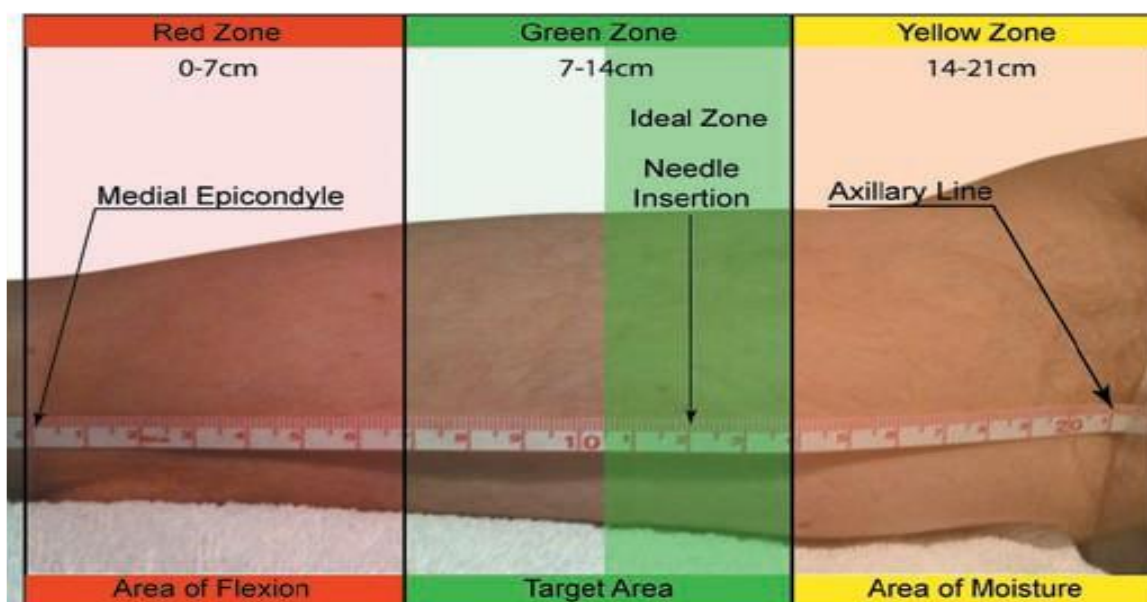 Red Zone
Green Zone
Yellow Zone
0-7cm
7-14cm
14-21cm
Ideal Zone
Medial Epicondyle
Needle
Insertion
Axillary Line
10
20
Area of Flexion
Target Area
Area of Moisture